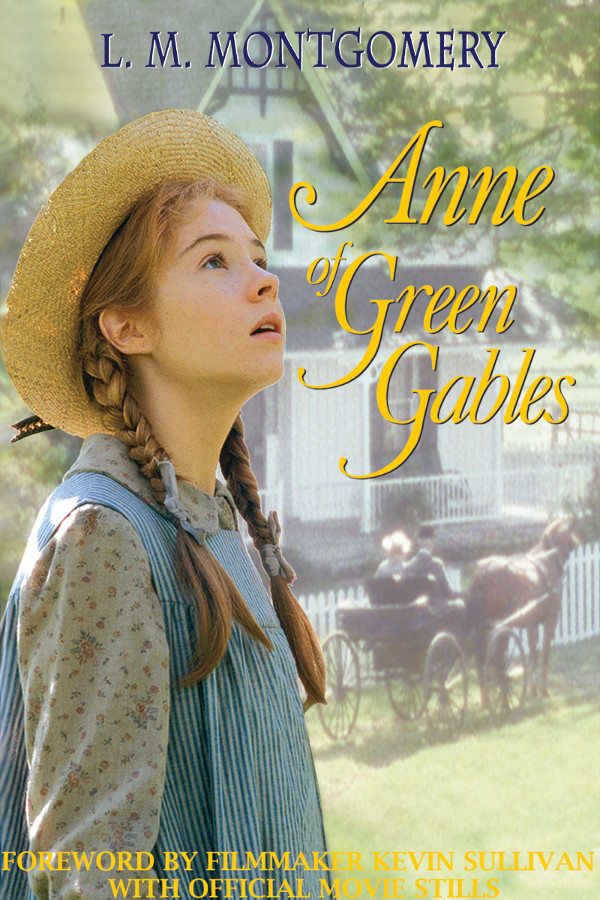 L. M. MONTGOMERY
Anne
of Green
Gables
FOREWORD BY FILMMAKER KEVIN SULLIVAN
WITH OFFICIAL MOVIE STILLS